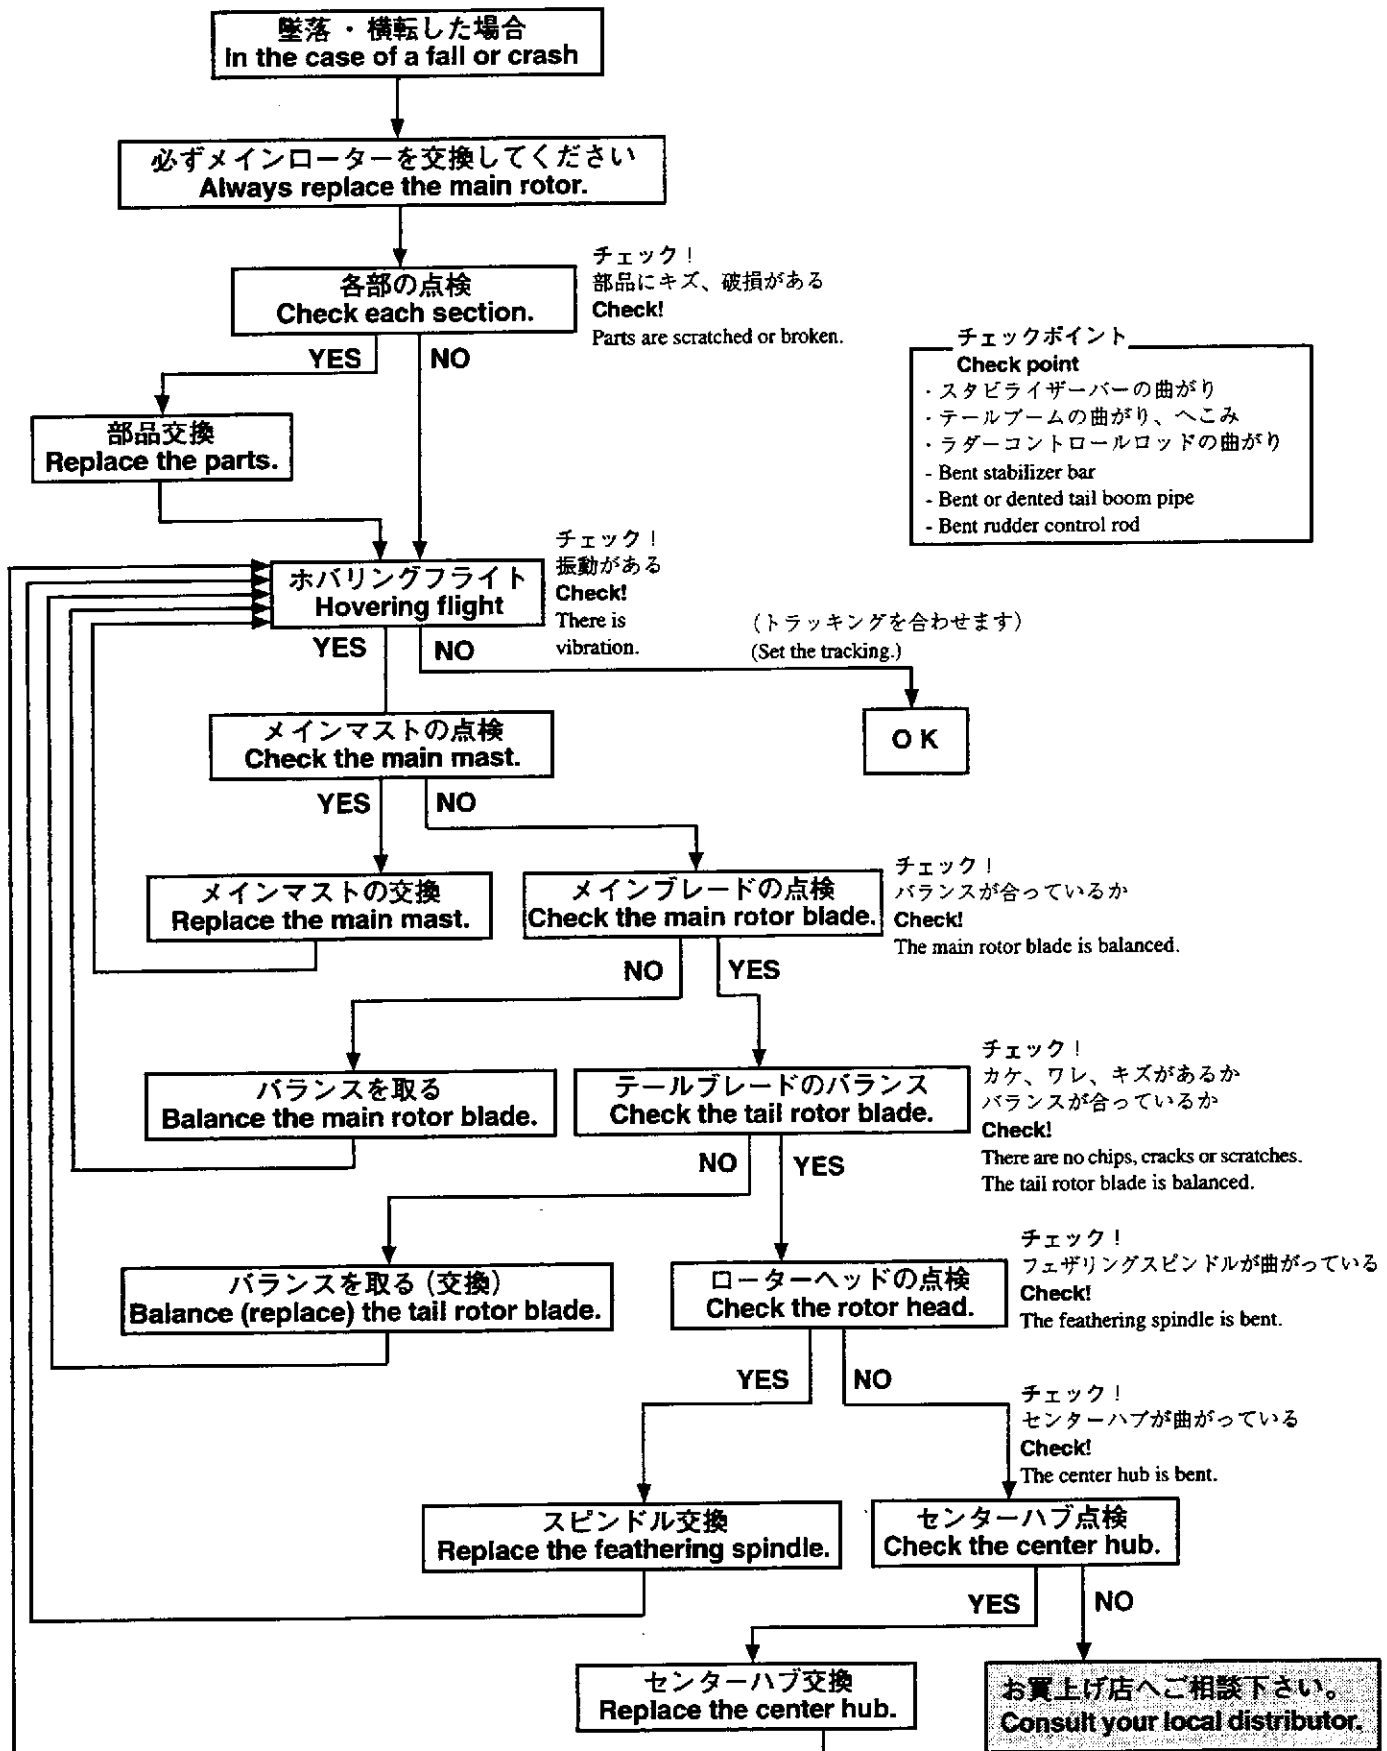 墜落・横転した場合
In the case of a fall or crash
必ずメインローターを交換してください
Always replace the main rotor.
各部の点検
Check each section.
チェック！
部品にキズ、破損がある
Check!
Parts are scratched or broken.
YES
NO
チェックポイント
Check point
・スタビライザーバーの曲がり
・テールブームの曲がり、へこみ
・ラダーコントロールロッドの曲がり
- Bent stabilizer bar
- Bent or dented tail boom pipe
- Bent rudder control rod
部品交換
Replace the parts.
ホバリングフライト
Hovering flight
チェック！
振動がある
Check!
There is
vibration.
YES
NO
(トラッキングを合わせます)
(Set the tracking.)
メインマストの点検
Check the main mast.
O K
YES
NO
メインマストの交換
Replace the main mast.
メインブレードの点検
Check the main rotor blade.
チェック！
バランスが合っているか
Check!
The main rotor blade is balanced.
NO
YES
バランスを取る
Balance the main rotor blade.
テールブレードのバランス
Check the tail rotor blade.
チェック！
カケ、ワレ、キズがあるか
バランスが合っているか
Check!
There are no chips, cracks or scratches.
The tail rotor blade is balanced.
NO
YES
バランスを取る (交換)
Balance (replace) the tail rotor blade.
ローターヘッドの点検
Check the rotor head.
チェック！
フェザリングスピンドルが曲がっている
Check!
The feathering spindle is bent.
YES
NO
チェック！
センターハブが曲がっている
Check!
The center hub is bent.
スピンドル交換
Replace the feathering spindle.
センターハブ点検
Check the center hub.
YES
NO
センターハブ交換
Replace the center hub.
お買上げ店へご相談下さい。
Consult your local distributor.